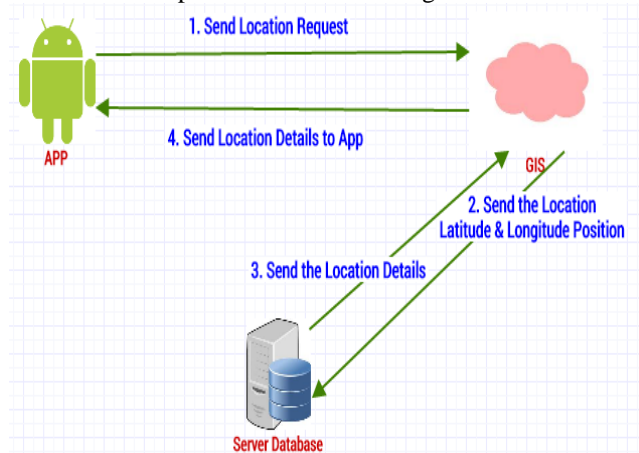 1. Send Location Request
4. Send Location Details to App
APP
GIS
2. Send the Location
Latitude & Longitude Position
3. Send the Location Details
Server Database